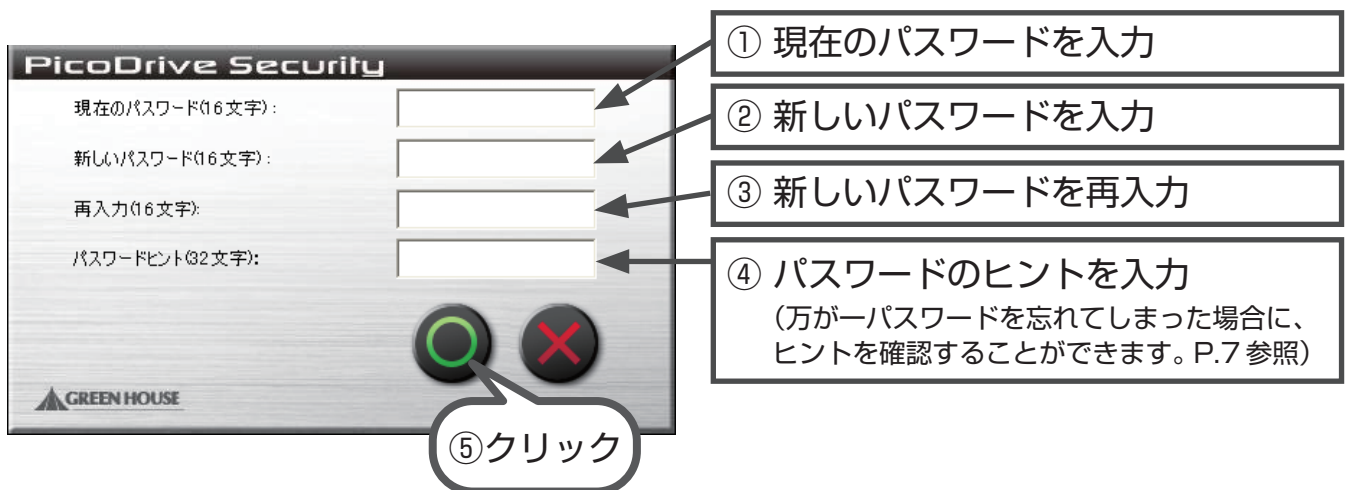 PicoDrive Security
現在のパスワード(16文字):
新しいパスワード(16文字):
再入力(16文字):
パスワードヒント(32文字):
GREEN HOUSE
① 現在のパスワードを入力
② 新しいパスワードを入力
③ 新しいパスワードを再入力
④ パスワードのヒントを入力
（万が一パスワードを忘れてしまった場合に、
ヒントを確認することができます。P.7 参照）
⑤クリック